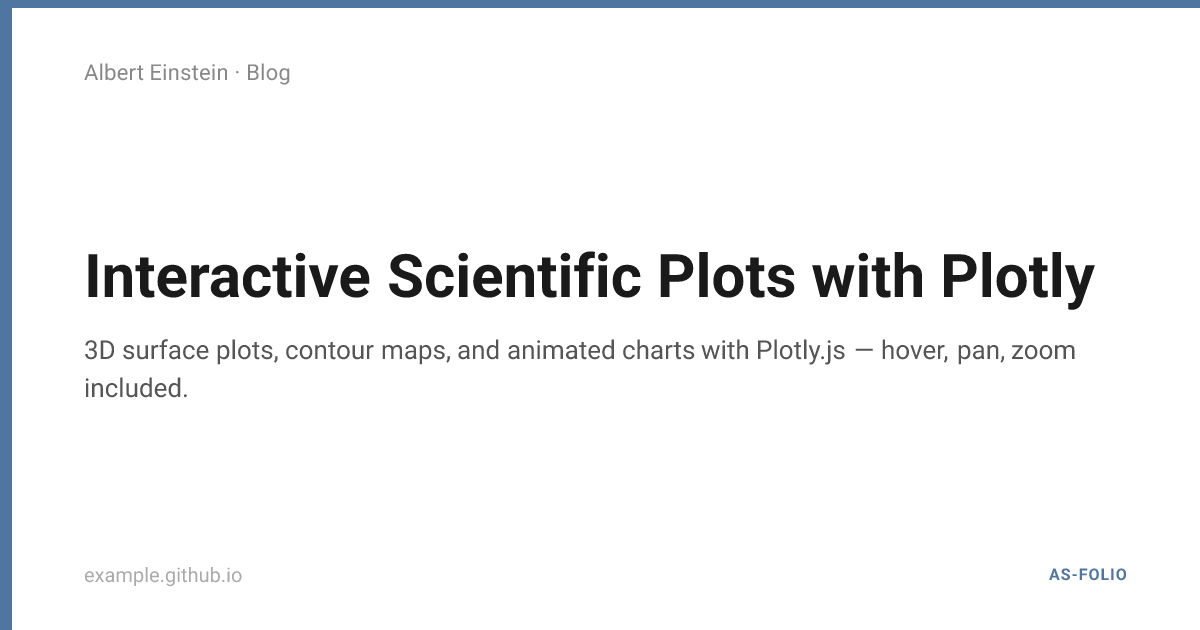 Albert Einstein · Blog
Interactive Scientific Plots with Plotly
3D surface plots, contour maps, and animated charts with Plotly.js — hover, pan, zoom
included.
example.github.io
AS-FOLIO